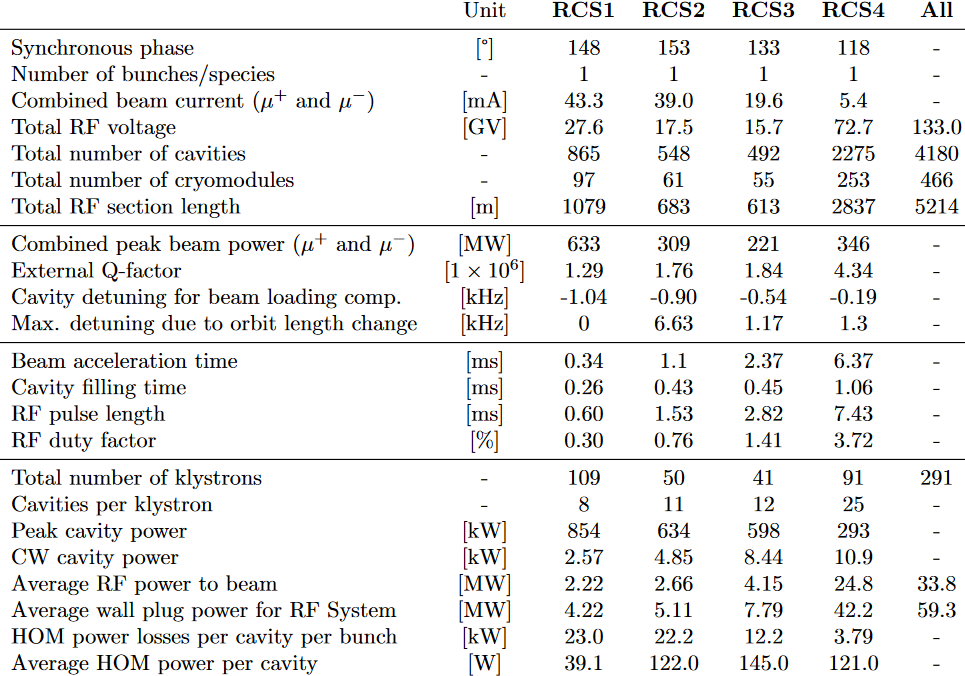 Unit RCS1 RCS2 RCS3 RCS4 All
Synchronous phase [°] 148 153 133 118 -
Number of bunches/species - 1 1 1 1 -
Combined beam current (μ⁺ and μ⁻) [mA] 43.3 39.0 19.6 5.4 -
Total RF voltage [GV] 27.6 17.5 15.7 72.7 133.0
Total number of cavities - 865 548 492 2275 4180
Total number of cryomodules - 97 61 55 253 466
Total RF section length [m] 1079 683 613 2837 5214
Combined peak beam power (μ⁺ and μ⁻) [MW] 633 309 221 346 -
External Q-factor [1 × 10⁶] 1.29 1.76 1.84 4.34 -
Cavity detuning for beam loading comp. [kHz] -1.04 -0.90 -0.54 -0.19 -
Max. detuning due to orbit length change [kHz] 0 6.63 1.17 1.3 -
Beam acceleration time [ms] 0.34 1.1 2.37 6.37 -
Cavity filling time [ms] 0.26 0.43 0.45 1.06 -
RF pulse length [ms] 0.60 1.53 2.82 7.43 -
RF duty factor [%] 0.30 0.76 1.41 3.72 -
Total number of klystrons - 109 50 41 91 291
Cavities per klystron - 8 11 12 25 -
Peak cavity power [kW] 854 634 598 293 -
CW cavity power [kW] 2.57 4.85 8.44 10.9 -
Average RF power to beam [MW] 2.22 2.66 4.15 24.8 33.8
Average wall plug power for RF System [MW] 4.22 5.11 7.79 42.2 59.3
HOM power losses per cavity per bunch [kW] 23.0 22.2 12.2 3.79 -
Average HOM power per cavity [W] 39.1 122.0 145.0 121.0 -